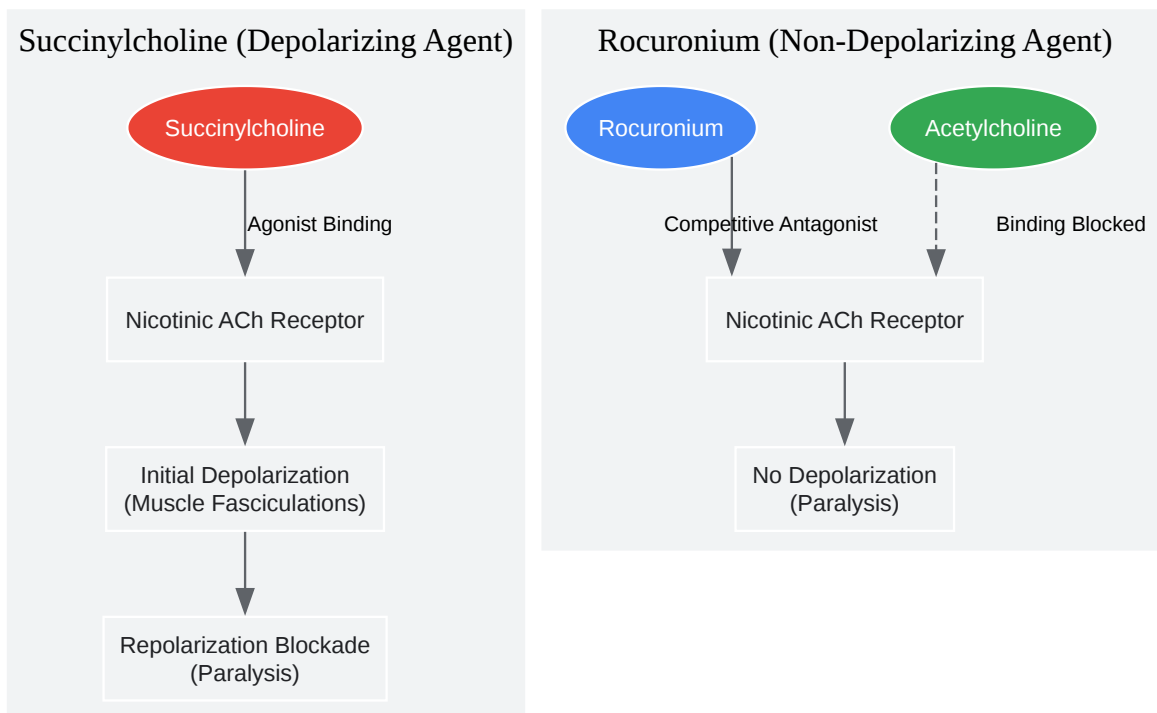 Succinylcholine (Depolarizing Agent)
Succinylcholine
Agonist Binding
Nicotinic ACh Receptor
Initial Depolarization
(Muscle Fasciculations)
Repolarization Blockade
(Paralysis)
Rocuronium (Non-Depolarizing Agent)
Rocuronium
Acetylcholine
Competitive Antagonist
Binding Blocked
Nicotinic ACh Receptor
No Depolarization
(Paralysis)